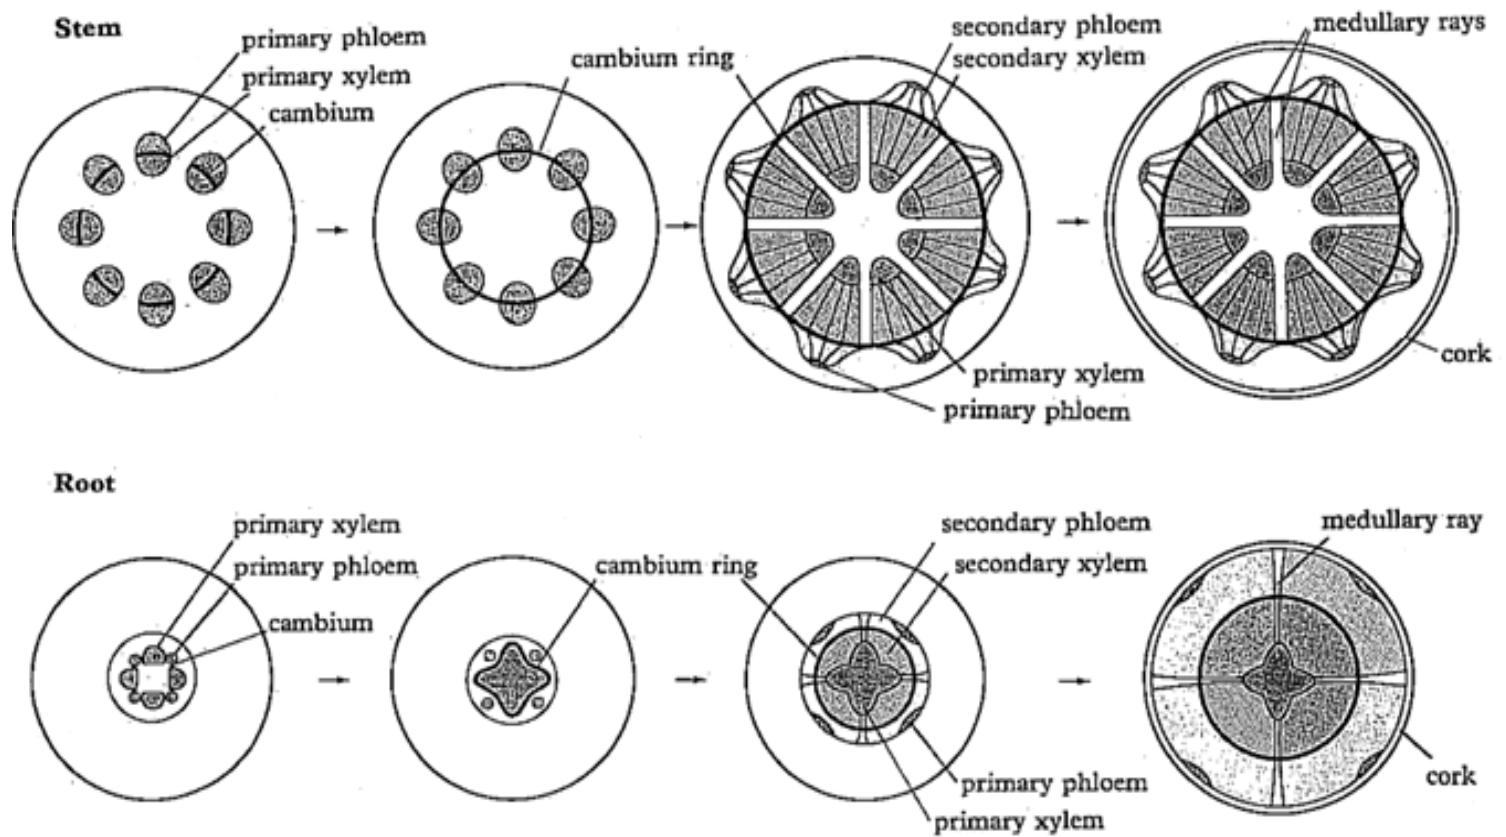 Stem
primary phloem
primary xylem
cambium
cambium ring
secondary phloem
secondary xylem
medullary rays
primary xylem
primary phloem
cork
Root
primary xylem
primary phloem
cambium
cambium ring
secondary phloem
secondary xylem
medullary ray
primary phloem
primary xylem
cork